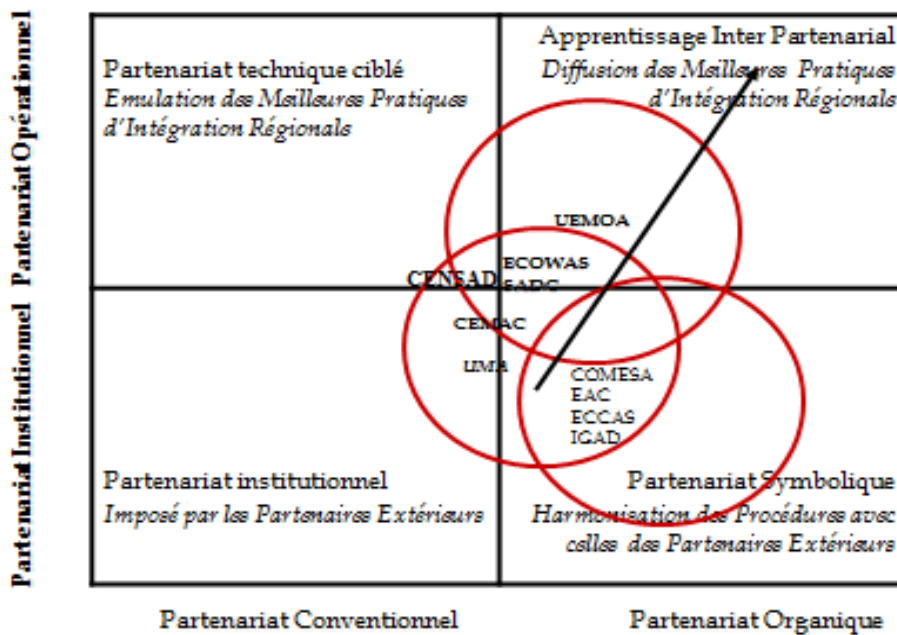 Partenariat Opérationnel
Partenariat Institutionnel
Partenariat technique ciblé
Emulation des Meilleures Pratiques
d'Intégration Régionals
Apprentissage Inter Partenarial
Diffusion des Meilleures Pratiques
d'Intégration Régionals
UEMOA
ECOWAS
CENSAD
SADC
CEMAC
UMA
COMESA
EAC
ECCAS
IGAD
Partenariat institutionnel
Imposé par les Partenaires Extérieurs
Partenariat Symbolique
Harmonisation des Procédures avec
celles des Partenaires Extérieurs
Partenariat Conventionnel
Partenariat Organique